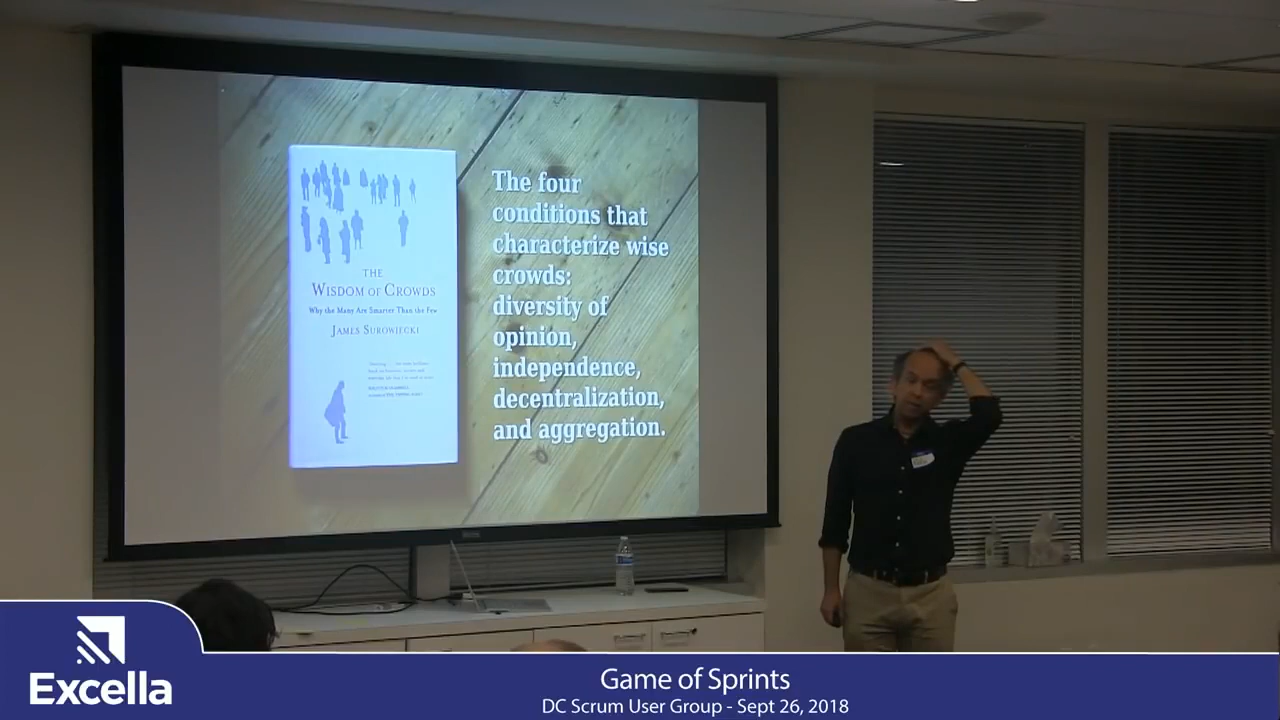 THE
WISDOM OF CROWDS
Why the Many Are Smarter Than the Few
JAMES SUROWIECKI
The four
conditions that
characterize wise
crowds:
diversity of
opinion,
independence,
decentralization,
and aggregation.
Excella
Game of Sprints
DC Scrum User Group - Sept 26, 2018